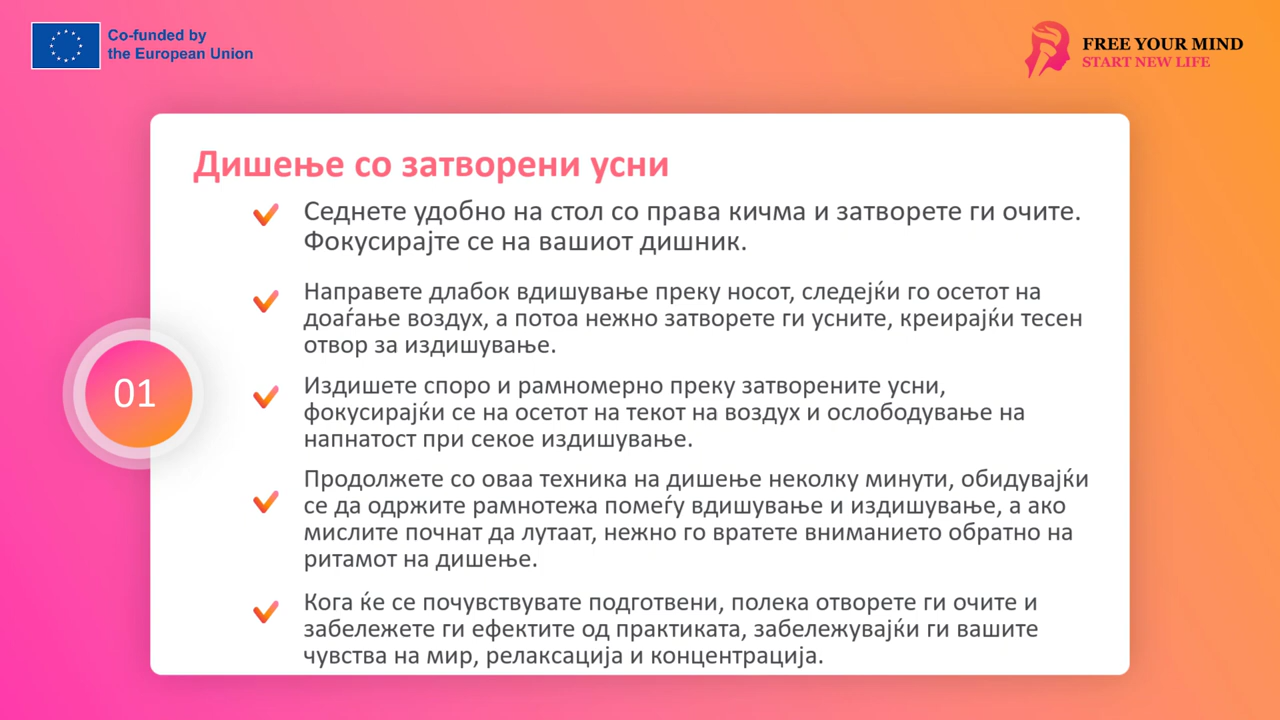 Co-funded by
the European Union
FREE YOUR MIND
START NEW LIFE
Дишење со затворени усни
Седнете удобно на стол со права кичма и затворете ги очите.
Фокусирајте се на вашиот дишник.
Направете длабок вдишување преку носот, следејќи го осетот на
доаѓање воздух, а потоа нежно затворете ги усните, креирајќи тесен
отвор за издишување.
01
Издишете споро и рамномерно преку затворените усни,
фокусирајќи се на осетот на текот на воздух и ослободување на
напнатост при секое издишување.
Продолжете со оваа техника на дишење неколку минути, обидувајќи
се да одржите рамнотежа помеѓу вдишување и издишување, а ако
мислите почнат да лутаат, нежно го вратете вниманието обратно на
ритамот на дишење.
Кога ќе се почувствувате подготвени, полека отворете ги очите и
забележете ги ефектите од практиката, забележувајќи ги вашите
чувства на мир, релаксација и концентрација.